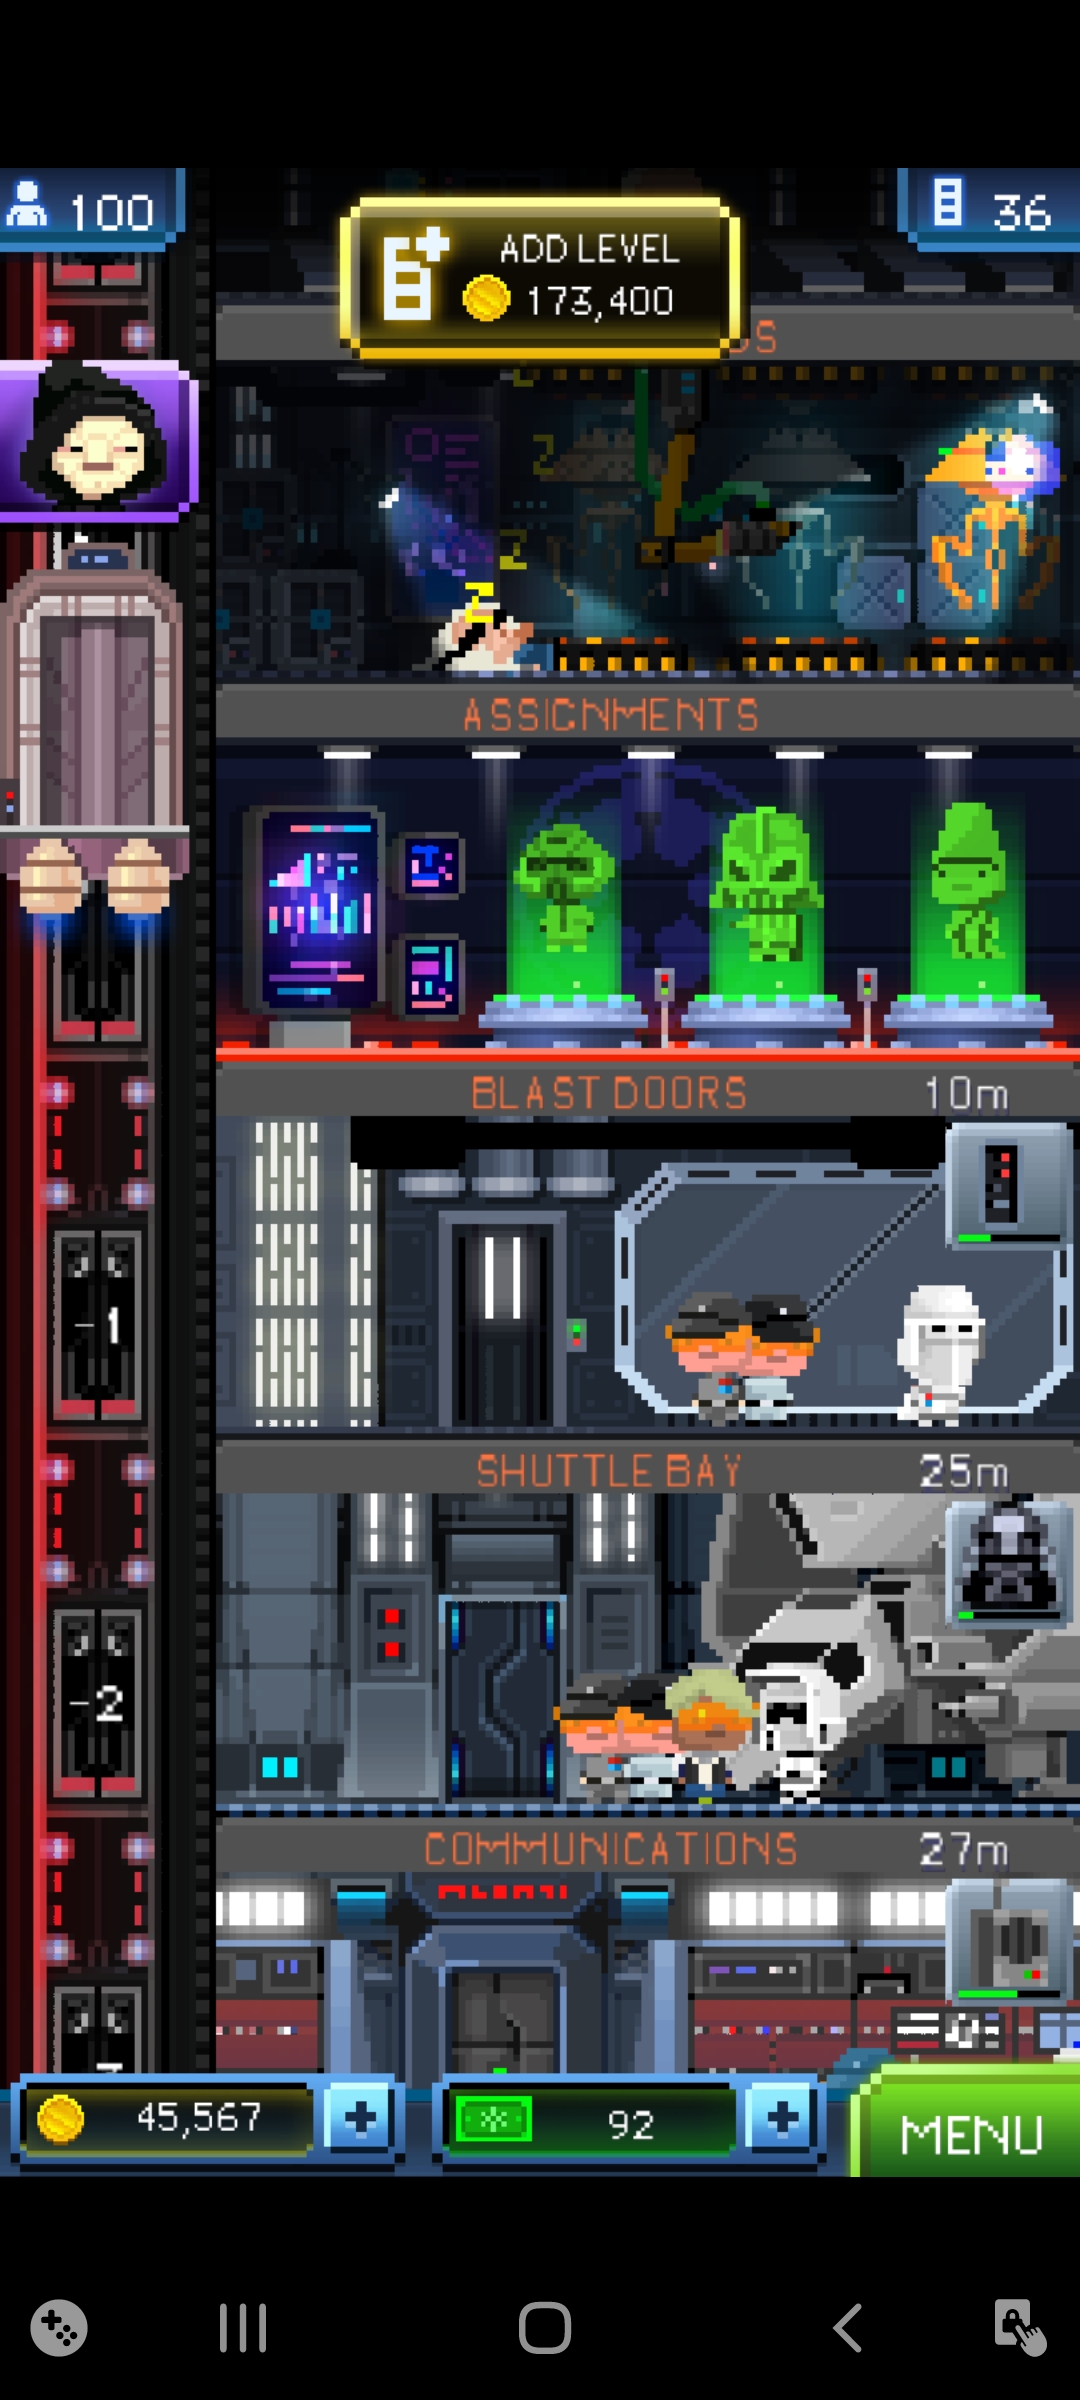 100
ADD LEVEL
173,400
36
Z
Z
Z
Z
ASSIGNMENTS
BLAST DOORS 10m
-1
SHUTTLE BAY 25m
-2
COMMUNICATIONS 27m
45,567
92
MENU